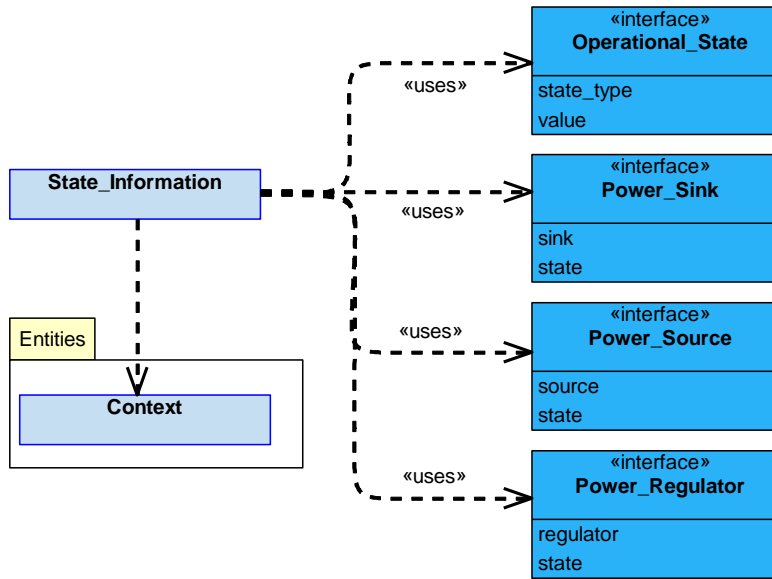 «interface»
Operational_State
«uses»
state_type
value
State_Information
«interface»
Power_Sink
«uses»
sink
state
Entities
Context
«interface»
Power_Source
«uses»
source
state
«interface»
Power_Regulator
«uses»
regulator
state